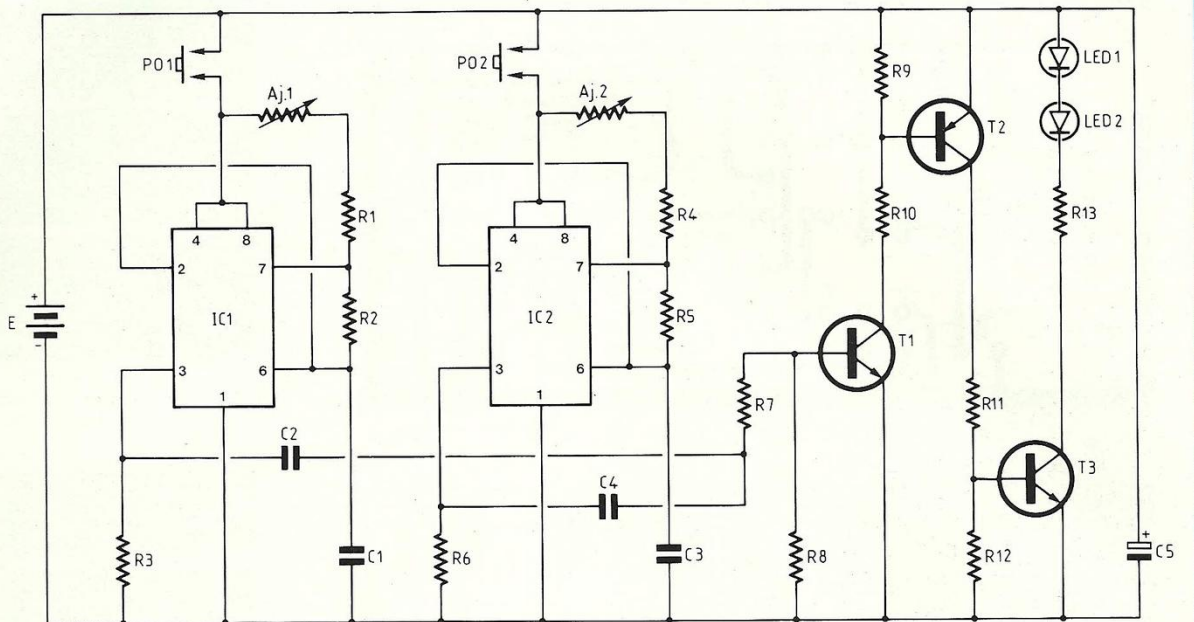 PO1
PO2
Aj.1
Aj.2
R9
LED1
LED2
T2
R1
R4
R10
R13
4 8
4 8
2 7
2 7
E
+
-
IC1
R2
IC2
R5
T1
3 6
3 6
1
1
R7
R11
C2
C4
T3
R3
C1
R6
C3
R8
R12
+
C5